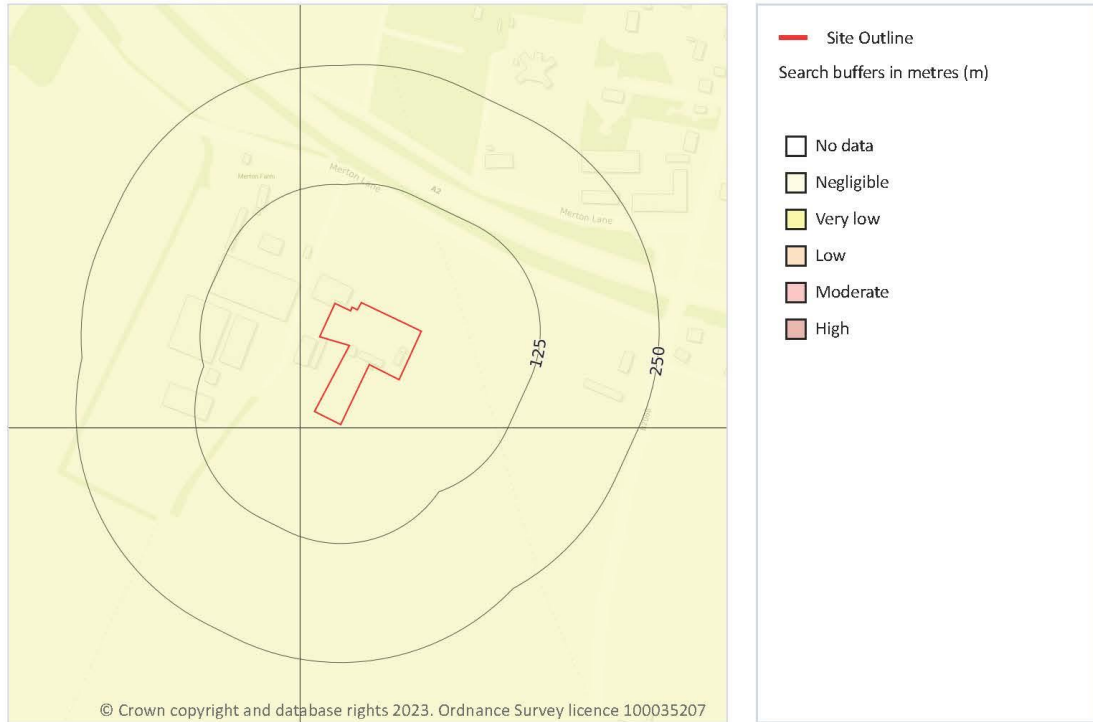 Merton Lane
A2
Merton Farm
Merton Lane
125
250
© Crown copyright and database rights 2023. Ordnance Survey licence 100035207
Site Outline
Search buffers in metres (m)
No data
Negligible
Very low
Low
Moderate
High